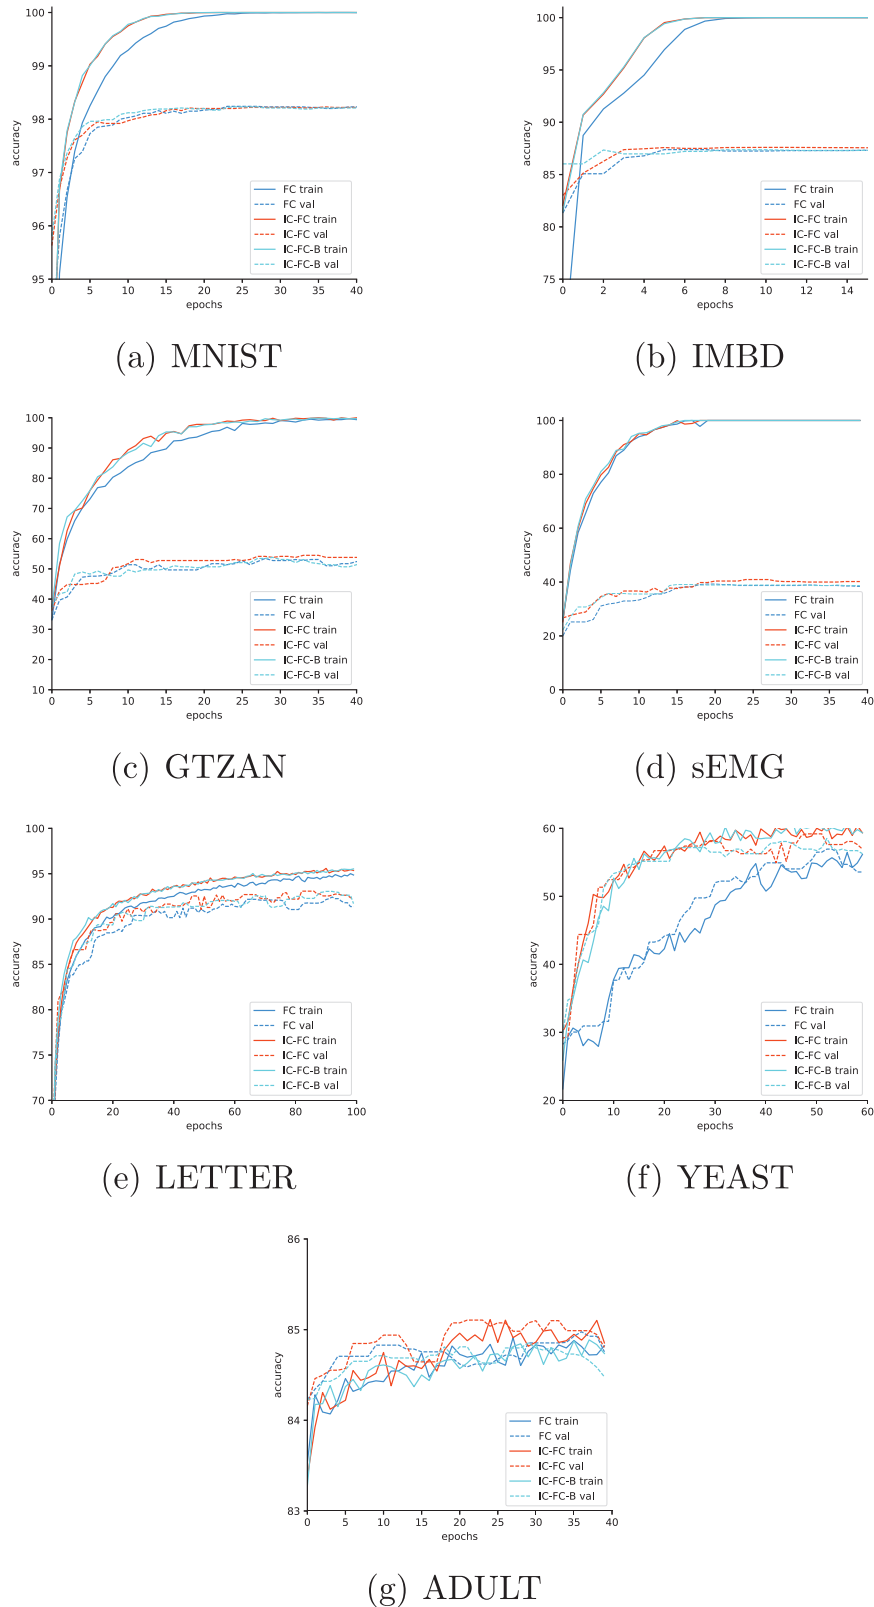 100
99
98
97
96
95
accuracy
0 5 10 15 20 25 30 35 40
epochs
FC train
FC val
IC-FC train
IC-FC val
IC-FC-B train
IC-FC-B val
(a) MNIST
100
95
90
85
80
75
accuracy
0 2 4 6 8 10 12 14
epochs
FC train
FC val
IC-FC train
IC-FC val
IC-FC-B train
IC-FC-B val
(b) IMBD
100
90
80
70
60
50
40
30
20
10
accuracy
0 5 10 15 20 25 30 35 40
epochs
FC train
FC val
IC-FC train
IC-FC val
IC-FC-B train
IC-FC-B val
(c) GTZAN
100
80
60
40
20
0
accuracy
0 5 10 15 20 25 30 35 40
epochs
FC train
FC val
IC-FC train
IC-FC val
IC-FC-B train
IC-FC-B val
(d) sEMG
100
95
90
85
80
75
70
accuracy
0 20 40 60 80 100
epochs
FC train
FC val
IC-FC train
IC-FC val
IC-FC-B train
IC-FC-B val
(e) LETTER
60
50
40
30
20
accuracy
0 10 20 30 40 50 60
epochs
FC train
FC val
IC-FC train
IC-FC val
IC-FC-B train
IC-FC-B val
(f) YEAST
86
85
84
83
accuracy
0 5 10 15 20 25 30 35 40
epochs
FC train
FC val
IC-FC train
IC-FC val
IC-FC-B train
IC-FC-B val
(g) ADULT